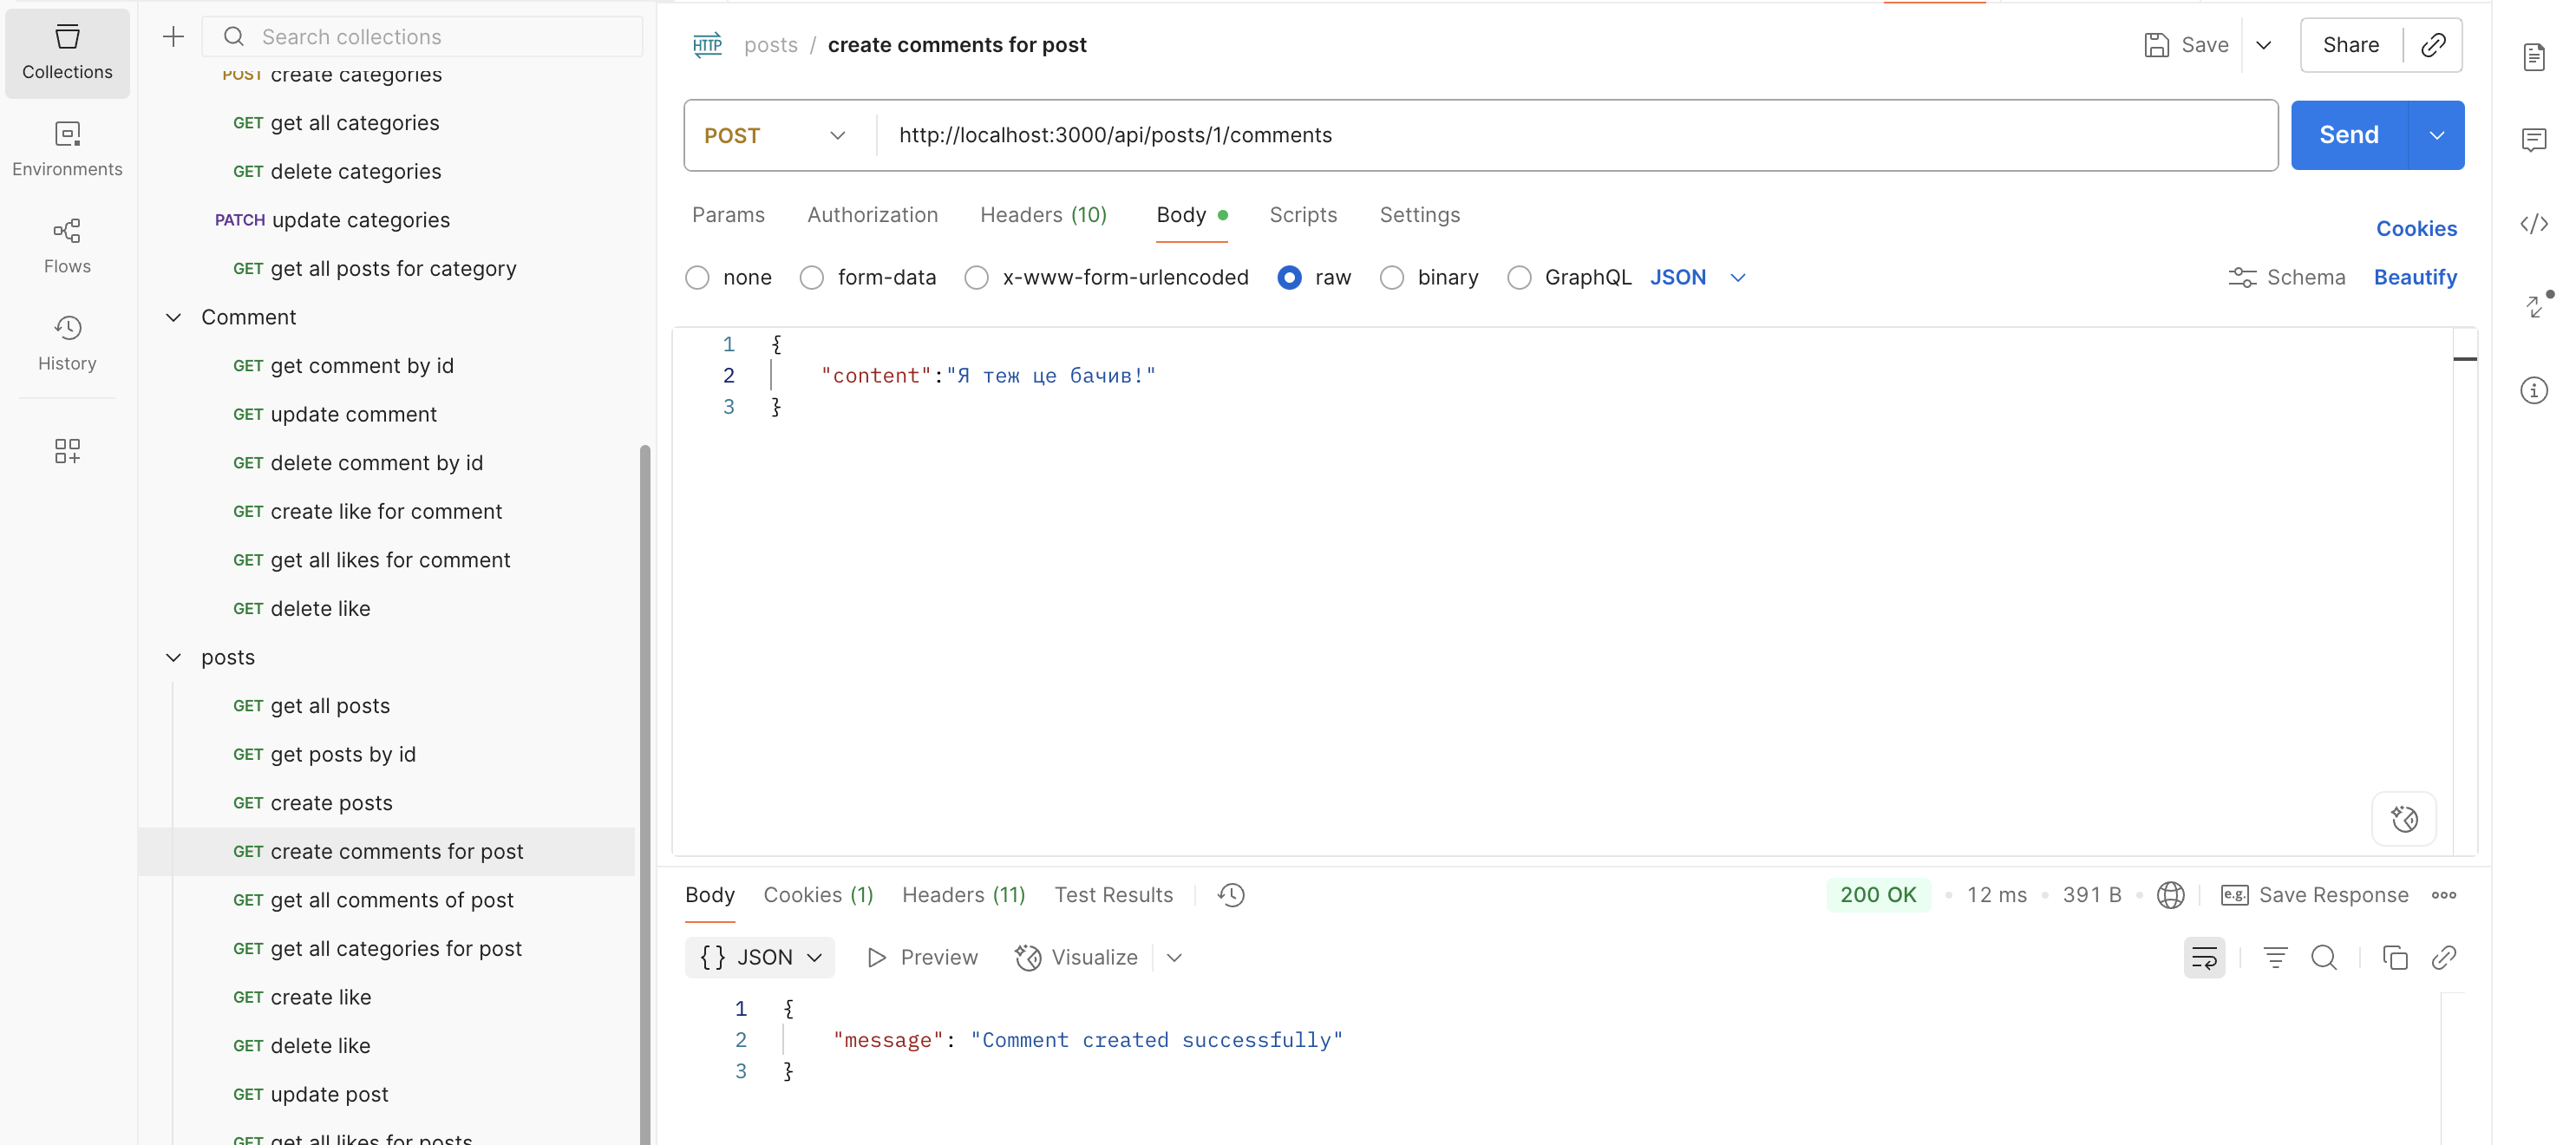 Collections
Environments
Flows
History
Search collections
POST create categories
GET get all categories
GET delete categories
PATCH update categories
GET get all posts for category
Comment
GET get comment by id
GET update comment
GET delete comment by id
GET create like for comment
GET get all likes for comment
GET delete like
posts
GET get all posts
GET get posts by id
GET create posts
GET create comments for post
GET get all comments of post
GET get all categories for post
GET create like
GET delete like
GET update post
GET get all likes for posts
HTTP posts / create comments for post
Save
Share
POST http://localhost:3000/api/posts/1/comments
Send
Params Authorization Headers (10) Body Scripts Settings
Cookies
none form-data x-www-form-urlencoded raw binary GraphQL JSON
Schema Beautify
1 {
2 "content":"Я теж це бачив!"
3 }
Body Cookies (1) Headers (11) Test Results
200 OK • 12 ms • 391 B • e.g. Save Response
{} JSON Preview Visualize
1 {
2 "message": "Comment created successfully"
3 }